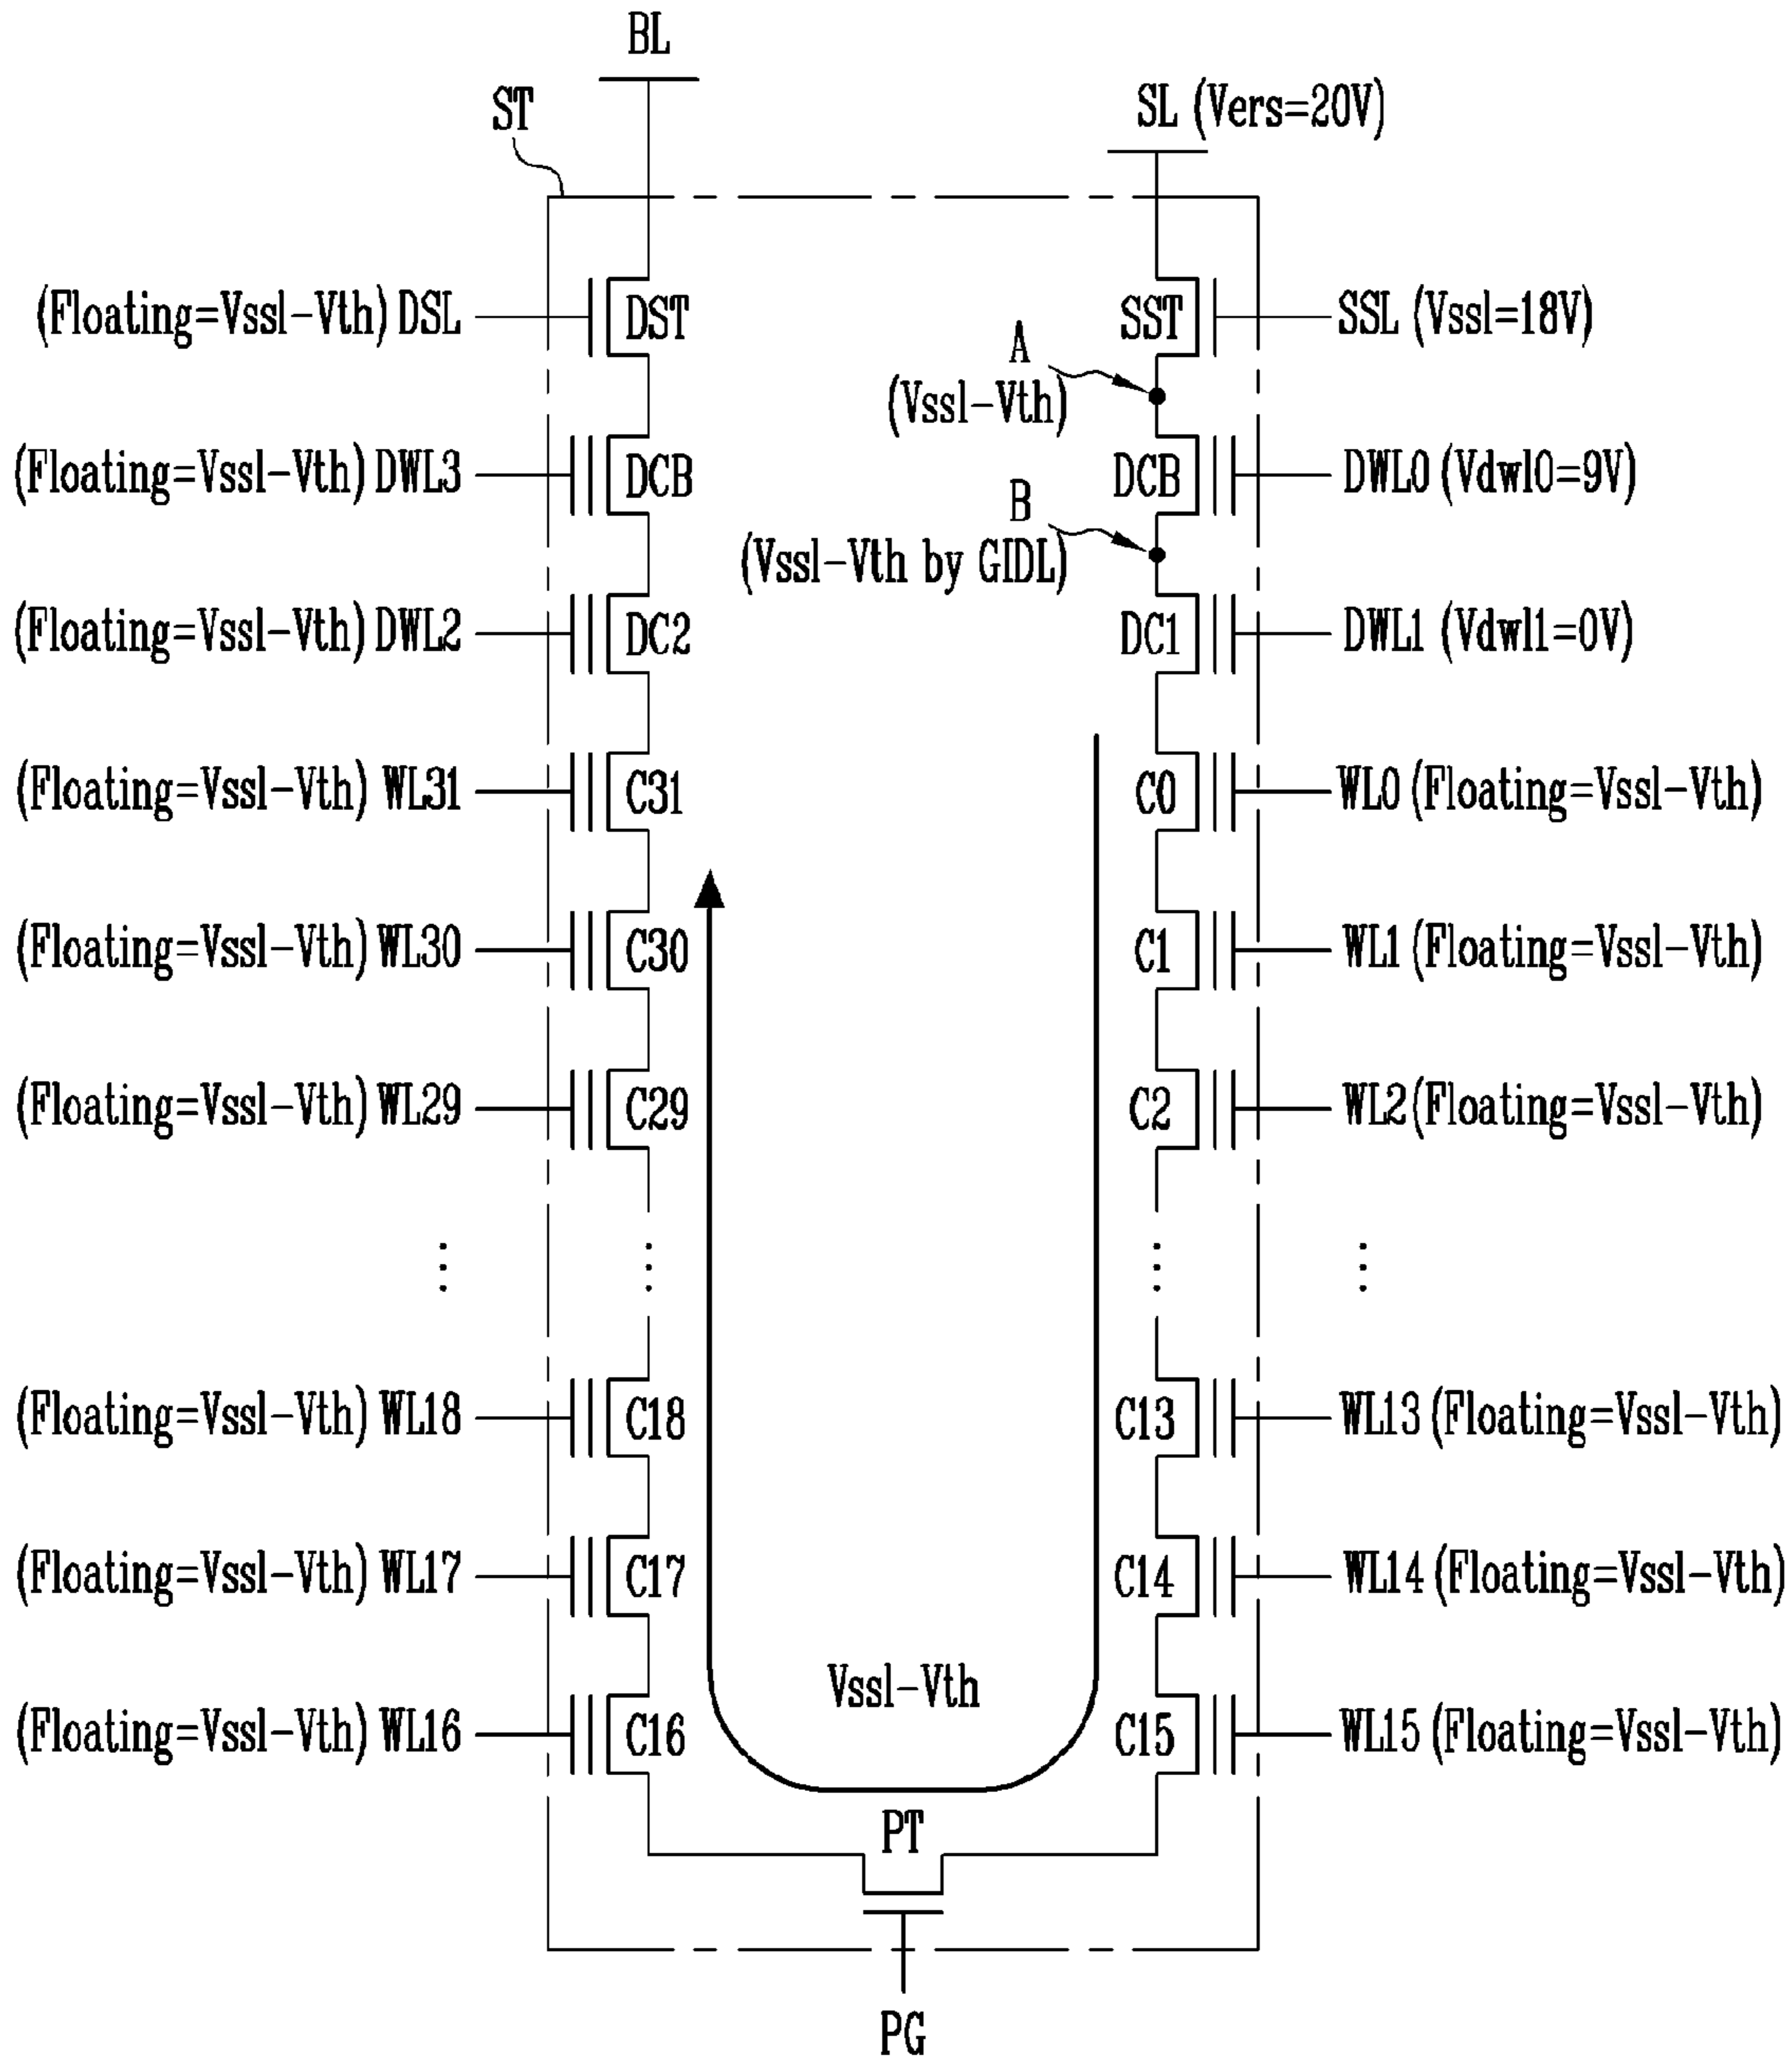 BL
ST
SL (Vers=20V)
(Floating=Vssl-Vth) DSL
DST
SST
SSL (Vssl=18V)
A
(Vssl-Vth)
(Floating=Vssl-Vth) DWL3
DCB
DCB
DWL0 (Vdwl0=9V)
B
(Vssl-Vth by GIDL)
(Floating=Vssl-Vth) DWL2
DC2
DC1
DWL1 (Vdwl1=0V)
(Floating=Vssl-Vth) WL31
C31
C0
WL0 (Floating=Vssl-Vth)
(Floating=Vssl-Vth) WL30
C30
C1
WL1 (Floating=Vssl-Vth)
(Floating=Vssl-Vth) WL29
C29
C2
WL2 (Floating=Vssl-Vth)
(Floating=Vssl-Vth) WL18
C18
C13
WL13 (Floating=Vssl-Vth)
(Floating=Vssl-Vth) WL17
C17
C14
WL14 (Floating=Vssl-Vth)
Vssl-Vth
(Floating=Vssl-Vth) WL16
C16
C15
WL15 (Floating=Vssl-Vth)
PT
PG